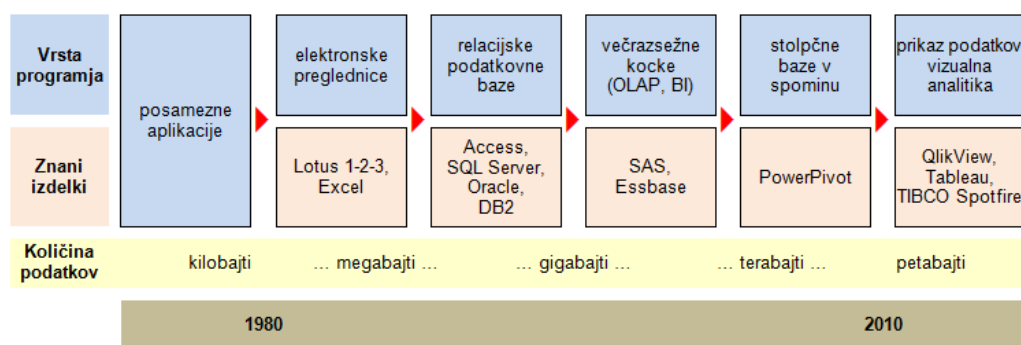 Vrsta
programja
posamezne
aplikacije
elektronske
preglednice
relacijske
podatkovne
baze
večrazsežne
kocke
(OLAP, BI)
stolpčne
baze v
spominu
prikaz podatkov
vizualna
analitika
Znani
izdelki
Lotus 1-2-3,
Excel
Access,
SQL Server,
Oracle,
DB2
SAS,
Essbase
PowerPivot
QlikView,
Tableau,
TIBCO Spotfire
Količina
podatkov
kilobajti
... megabajti ...
... gigabajti ...
... terabajti ...
petabajti
1980
2010